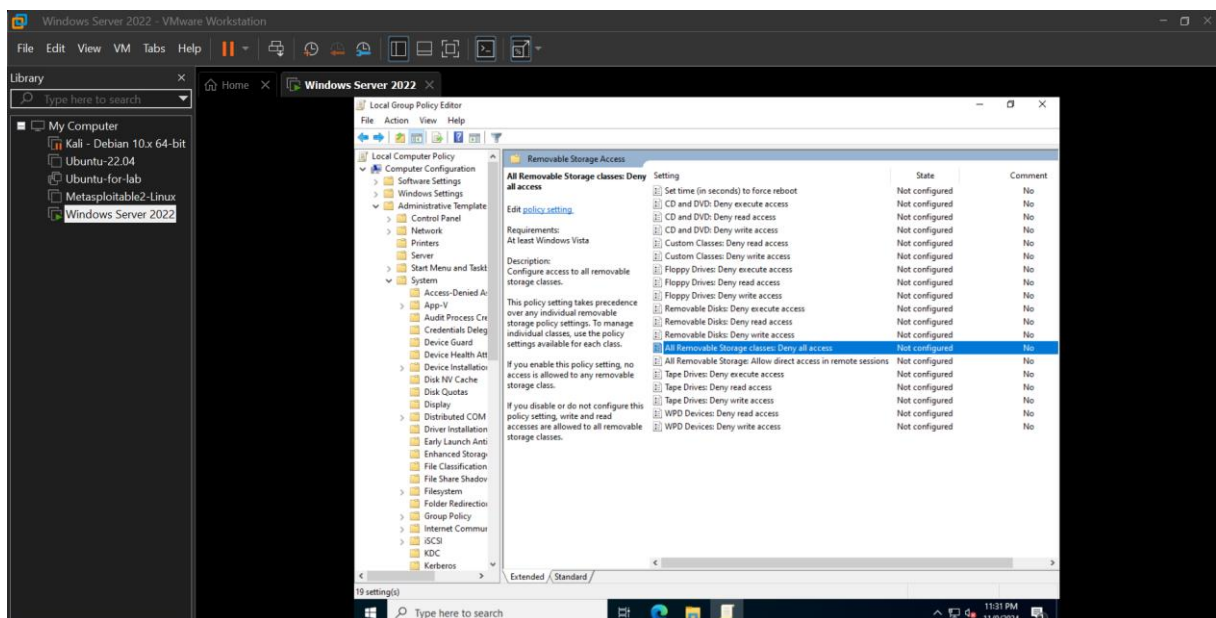 Windows Server 2022 - VMware Workstation
File Edit View VM Tabs Help
Library
Type here to search
My Computer
Kali - Debian 10.x 64-bit
Ubuntu-22.04
Ubuntu-for-lab
Metasploitable2-Linux
Windows Server 2022
Home
Windows Server 2022
Local Group Policy Editor
File Action View Help
Local Computer Policy
Computer Configuration
Software Settings
Windows Settings
Administrative Template
Control Panel
Network
Printers
Server
Start Menu and Taskt
System
Access-Denied A
App-V
Audit Process Cre
Credentials Deleg
Device Guard
Device Health Att
Device Installatio
Disk NV Cache
Disk Quotas
Display
Distributed COM
Driver Installation
Early Launch Anti
Enhanced Storag
File Classification
File Share Shadov
Filesystem
Folder Redirectio
Group Policy
Internet Commur
iSCSI
KDC
Kerberos
Removable Storage Access
All Removable Storage classes: Deny
all access
Edit policy setting
Requirements:
At least Windows Vista
Description:
Configure access to all removable
storage classes.
This policy setting takes precedence
over any individual removable
storage policy settings. To manage
individual classes, use the policy
settings available for each class.
If you enable this policy setting, no
access is allowed to any removable
storage class.
If you disable or do not configure this
policy setting, write and read
accesses are allowed to all removable
storage classes.
Setting State Comment
Set time (in seconds) to force reboot Not configured No
CD and DVD: Deny execute access Not configured No
CD and DVD: Deny read access Not configured No
CD and DVD: Deny write access Not configured No
Custom Classes: Deny read access Not configured No
Custom Classes: Deny write access Not configured No
Floppy Drives: Deny execute access Not configured No
Floppy Drives: Deny read access Not configured No
Floppy Drives: Deny write access Not configured No
Removable Disks: Deny execute access Not configured No
Removable Disks: Deny read access Not configured No
Removable Disks: Deny write access Not configured No
All Removable Storage classes: Deny all access Not configured No
All Removable Storage: Allow direct access in remote sessions Not configured No
Tape Drives: Deny execute access Not configured No
Tape Drives: Deny read access Not configured No
Tape Drives: Deny write access Not configured No
WPD Devices: Deny read access Not configured No
WPD Devices: Deny write access Not configured No
Extended Standard
19 setting(s)
Type here to search
11:31 PM